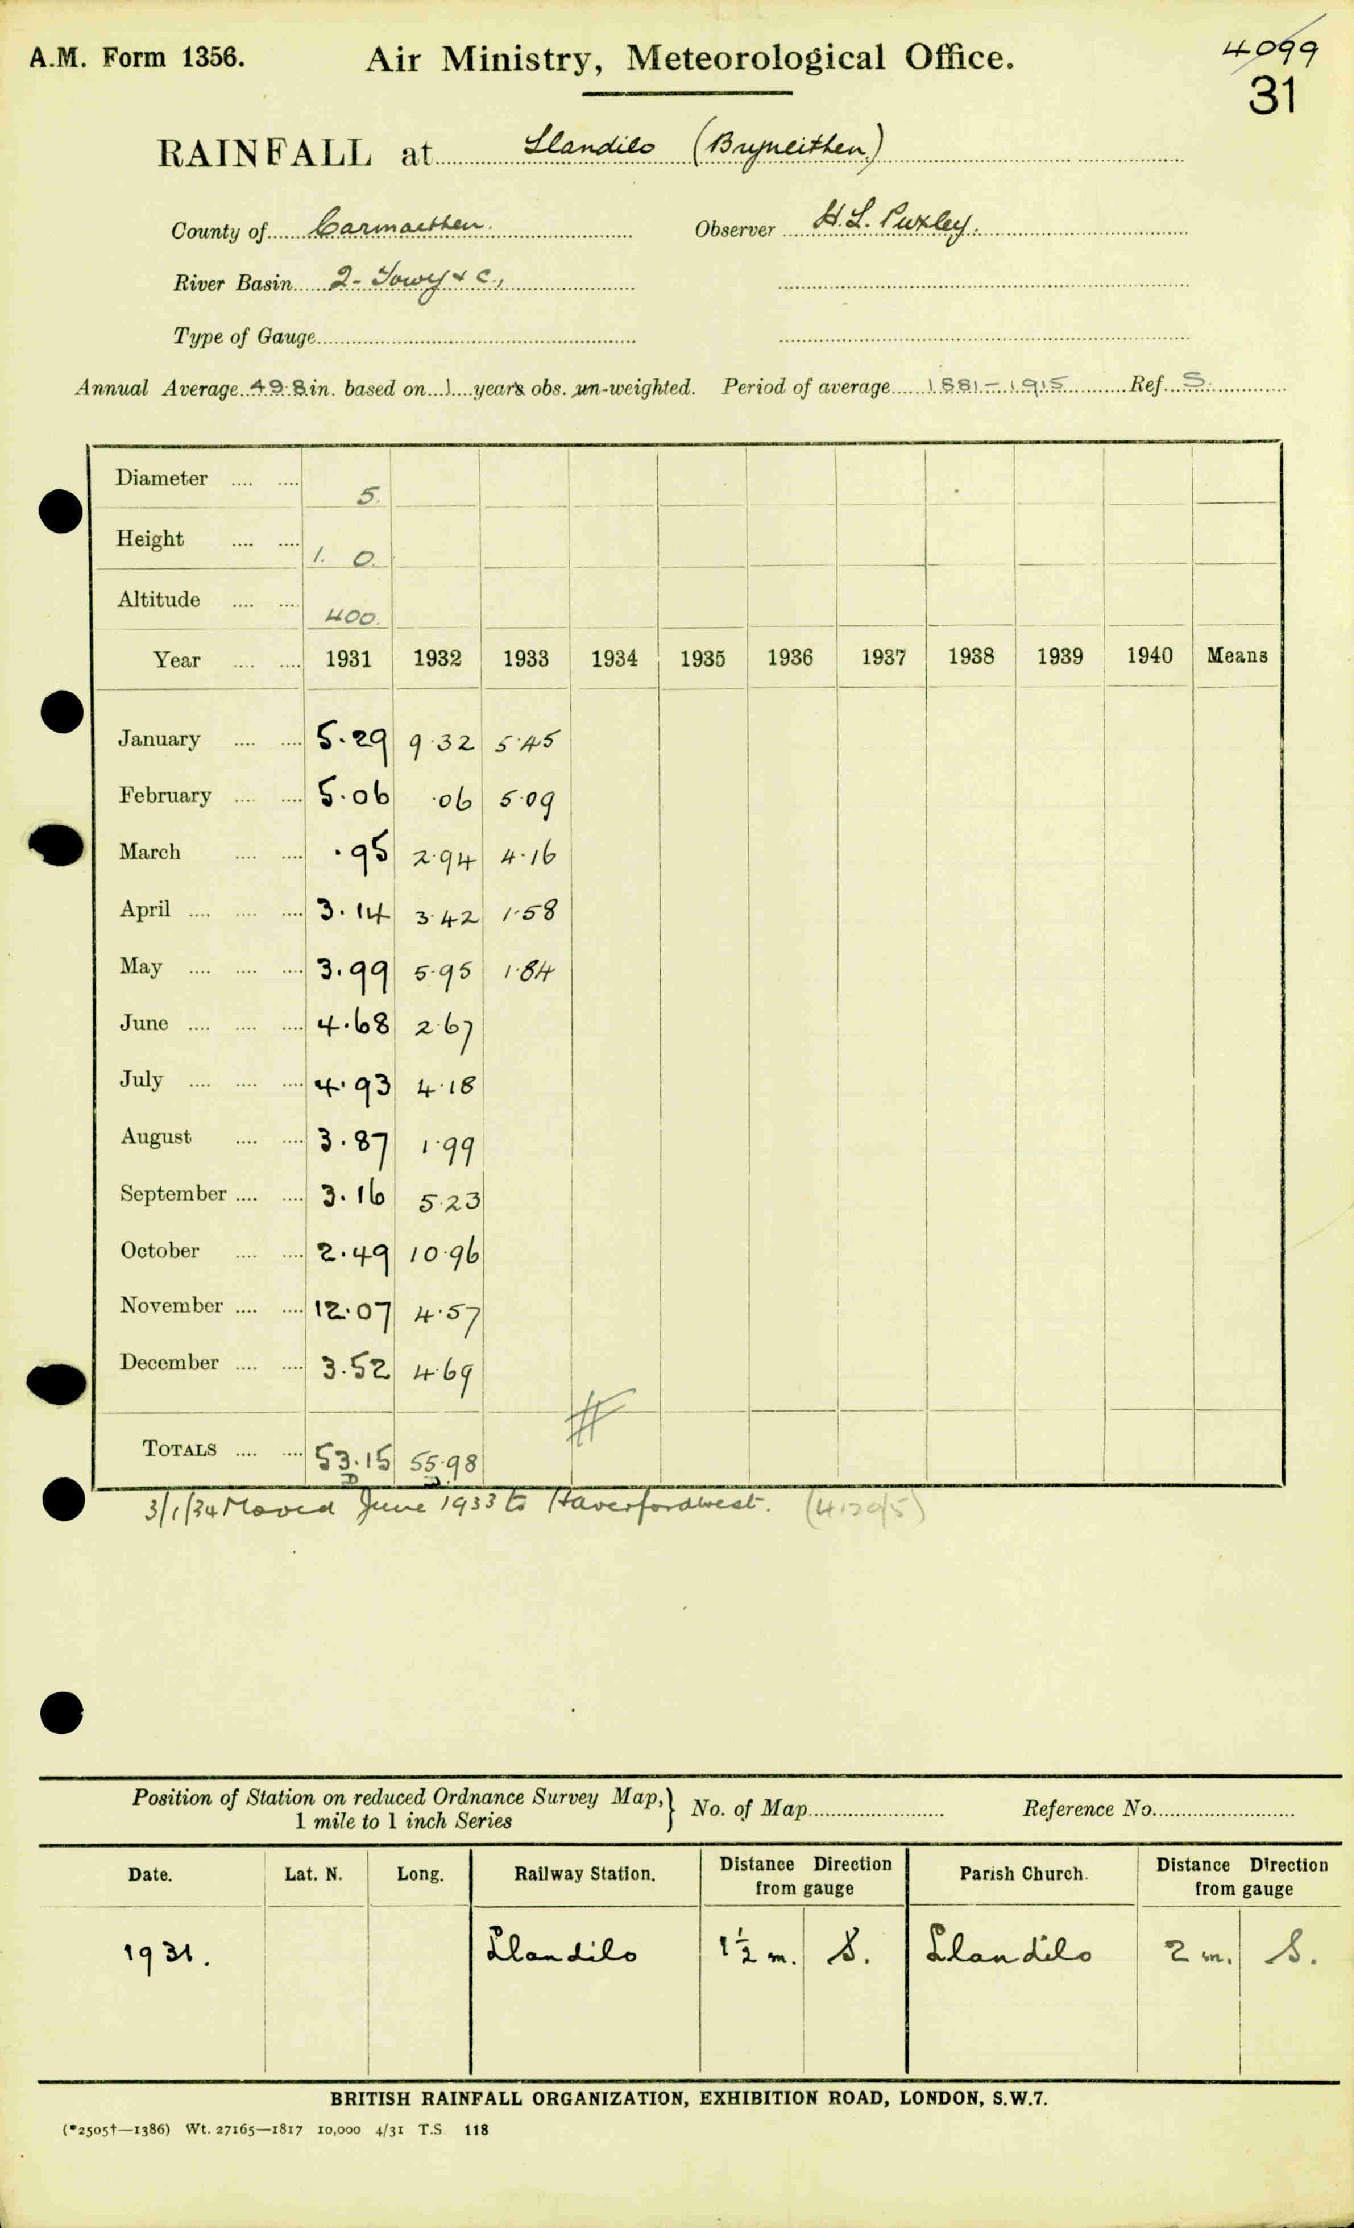 A.M. Form 1356. Air Ministry, Meteorological Office. 4099
31
RAINFALL at Llandilo (Bryneithen)
County of Carmarthen. Observer H.L. Puxley.
River Basin 2- Towy & c.,
Type of Gauge
Annual Average 49.8 in. based on 1 years obs. un-weighted. Period of average 1881-1915 Ref. S.
Diameter .... .... 5.
Height .... .... 1. 0.
Altitude .... .... 400.
Year .... .... 1931 1932 1933 1934 1935 1936 1937 1938 1939 1940 Means
January .... .... 5.29 9.32 5.45
February .... .... 5.06 .06 5.09
March .... .... .95 2.94 4.16
April .... .... .... 3.14 3.42 1.58
May .... .... .... 3.99 5.95 1.84
June .... .... .... 4.68 2.67
July .... .... .... 4.93 4.18
August .... .... 3.87 1.99
September .... .... 3.16 5.23
October .... .... 2.49 10.96
November .... .... 12.07 4.57
December .... .... 3.52 4.69
TOTALS .... .... 53.15 55.98
D D.
3/1/34 Moved June 1933 to Haverfordwest. (4120/5)
Position of Station on reduced Ordnance Survey Map,} No. of Map Reference No.
1 mile to 1 inch Series
Date. Lat. N. Long. Railway Station. Distance Direction from gauge Parish Church. Distance Direction from gauge
1931. Llandilo 1½ m. S. Llandilo 2 m. S.
BRITISH RAINFALL ORGANIZATION, EXHIBITION ROAD, LONDON, S.W.7.
(*2505†—1386) Wt. 27165—1817 10,000 4/31 T.S. 118